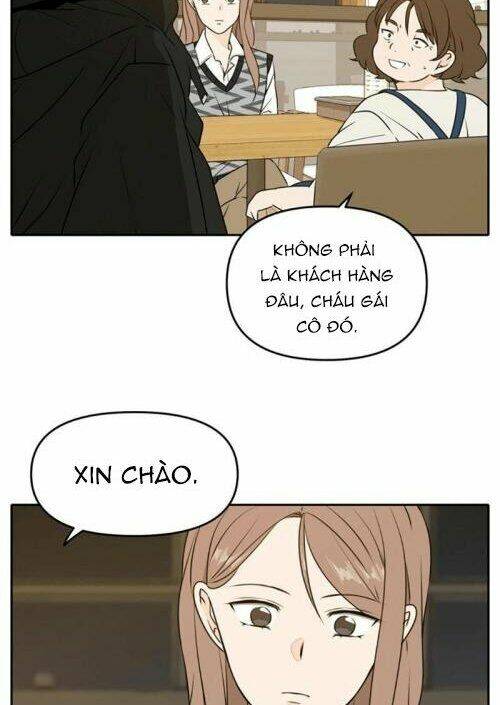 KHÔNG PHẢI
LÀ KHÁCH HÀNG
ĐÂU, CHÁU GÁI
CÔ ĐÓ.
XIN CHÀO.